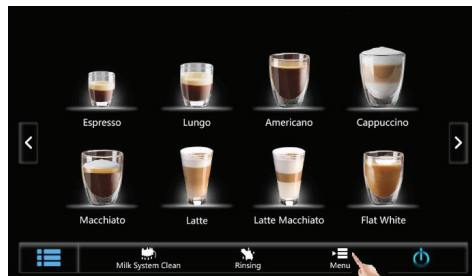 Espresso
Lungo
Americano
Cappuccino
Macchiato
Latte
Latte Macchiato
Flat White
Milk System Clean
Rinsing
Menu